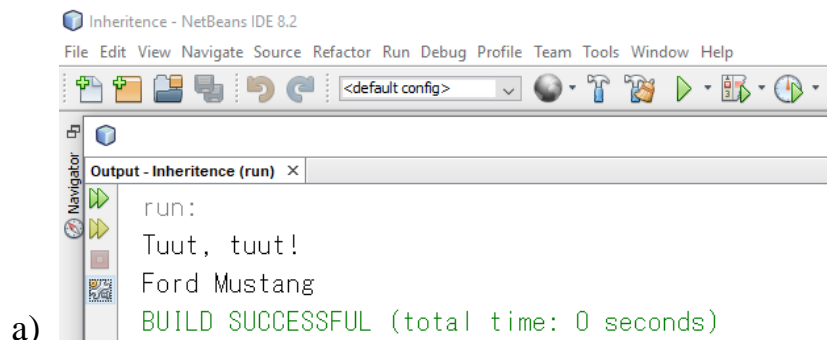 Inheritence - NetBeans IDE 8.2
File Edit View Navigate Source Refactor Run Debug Profile Team Tools Window Help
<default config>
Navigator
Output - Inheritence (run) ×
run:
Tuut, tuut!
Ford Mustang
a) BUILD SUCCESSFUL (total time: 0 seconds)